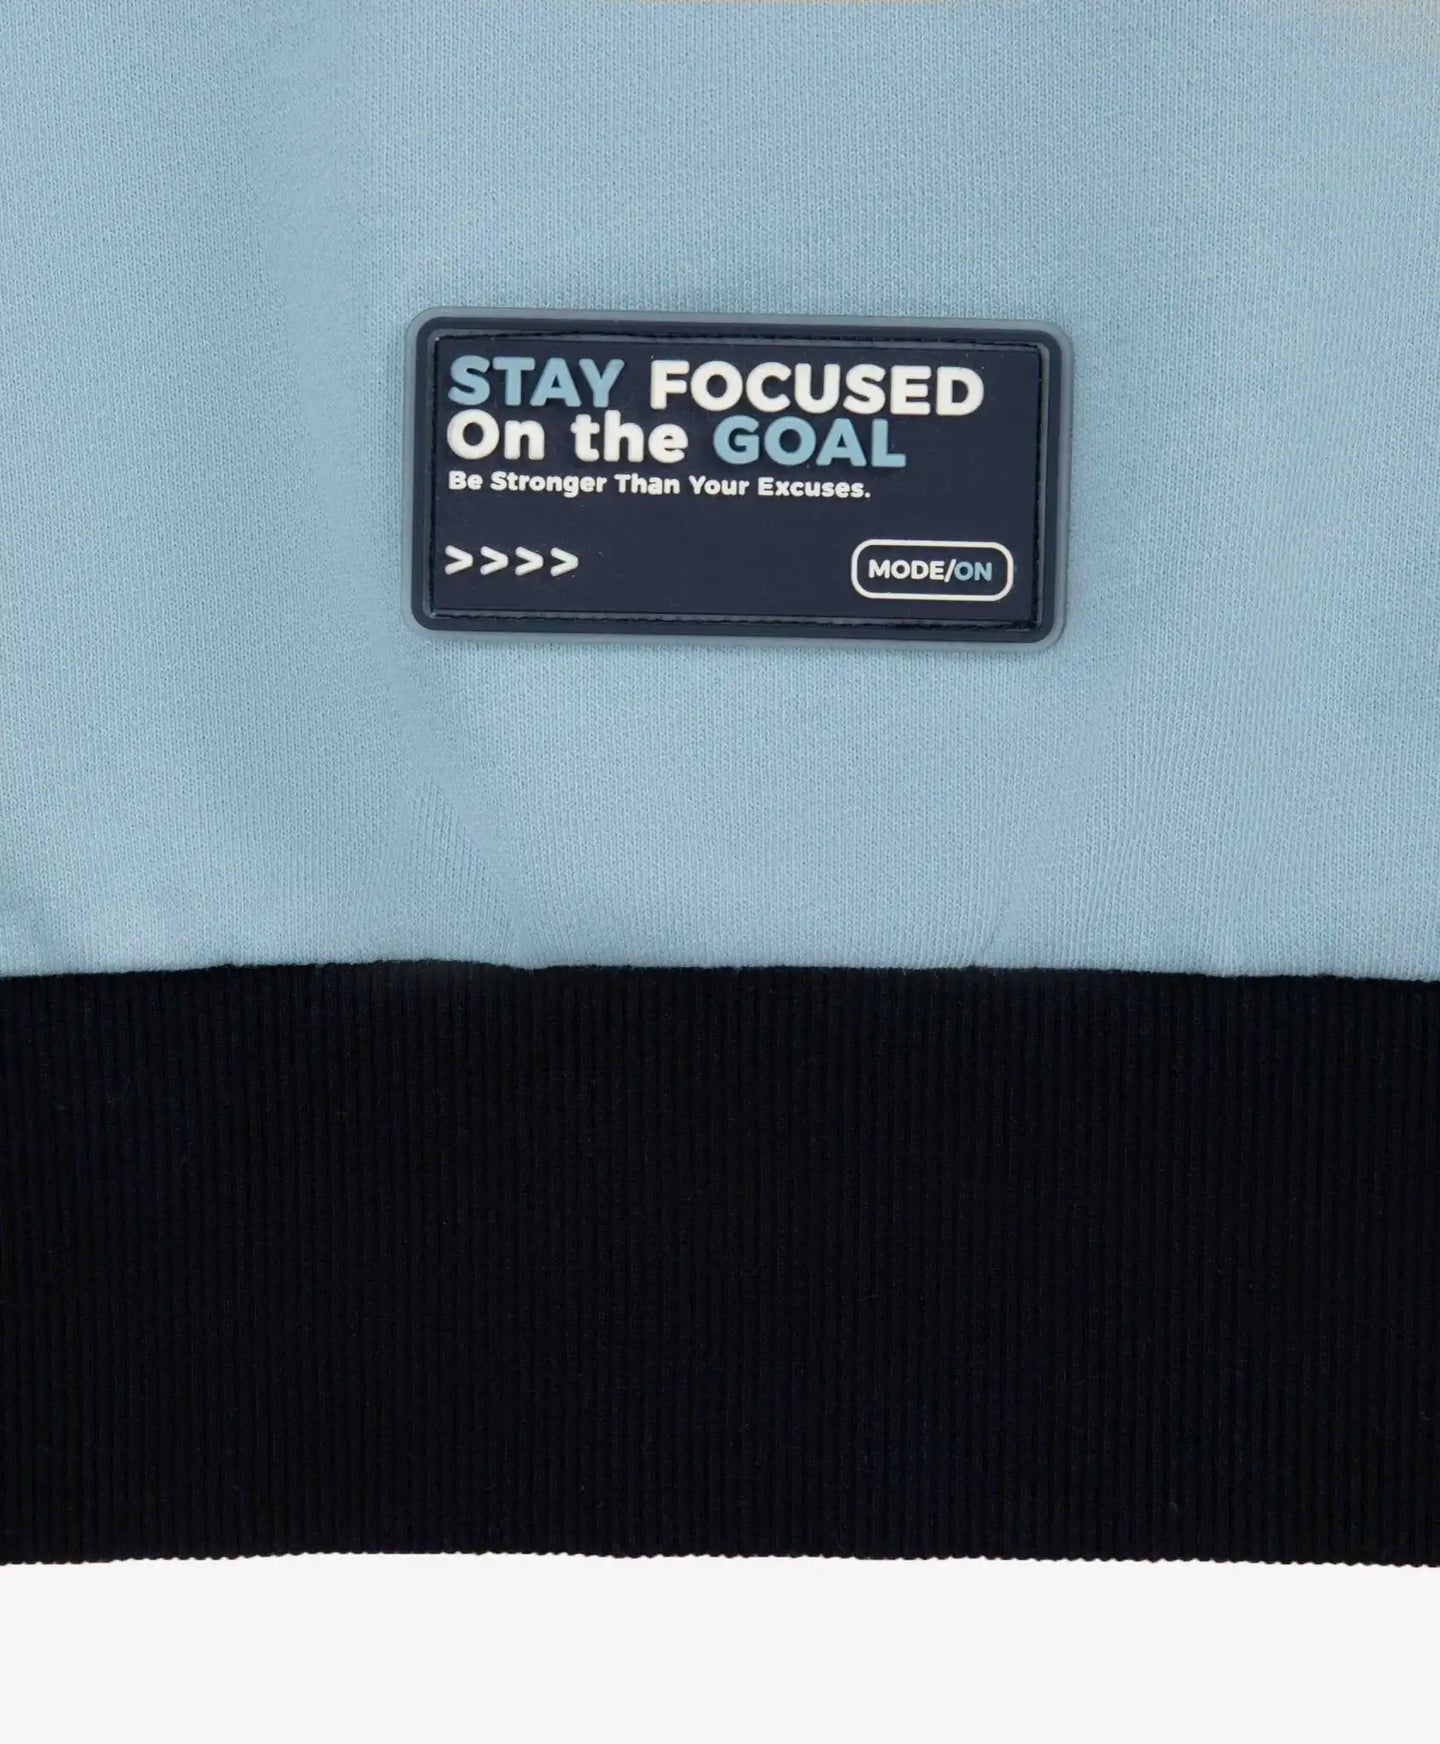 STAY FOCUSED
On the GOAL
Be Stronger Than Your Excuses.
>>>>
MODE/ON